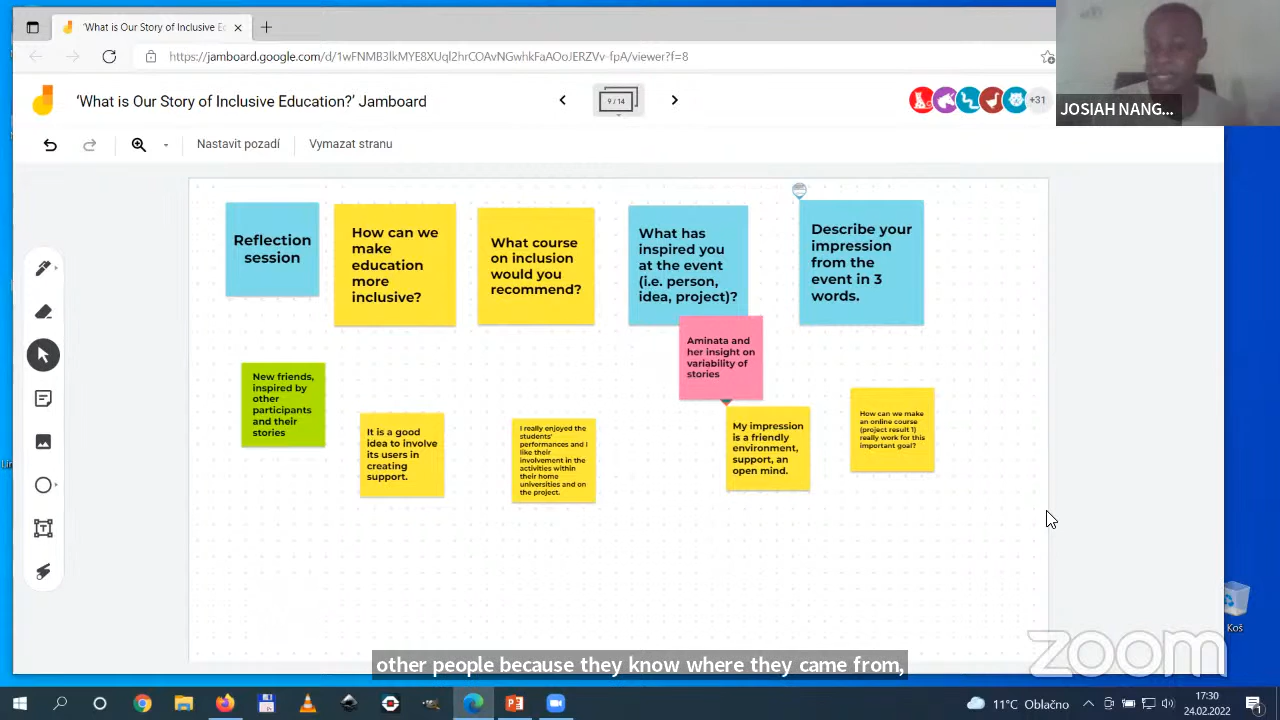 'What is Our Story of Inclusive Ec
https://jamboard.google.com/d/1wFNMB3lkMYE8XUql2hrCOAvNGwhkFaAOoJERZVv-fpA/viewer?f=8
'What is Our Story of Inclusive Education?' Jamboard
9 / 14
+31
JOSIAH NANG...
Nastavit pozadí
Vymazat stranu
Reflection
session
How can we
make
education
more
inclusive?
What course
on inclusion
would you
recommend?
What has
inspired you
at the event
(i.e. person,
idea, project)?
Describe your
impression
from the
event in 3
words.
Aminata and
her insight on
variability of
stories
New friends,
inspired by
other
participants
and their
stories
It is a good
idea to involve
its users in
creating
support.
I really enjoyed the
students'
performances and I
like their
involvement in the
activities within
their home
universities and on
the project.
My impression
is a friendly
environment,
support, an
open mind.
How can we make
an online course
(project result 1)
really work for this
important goal?
Koš
zoom
other people because they know where they came from,
11°C Oblačno
17:30
24.02.2022
1